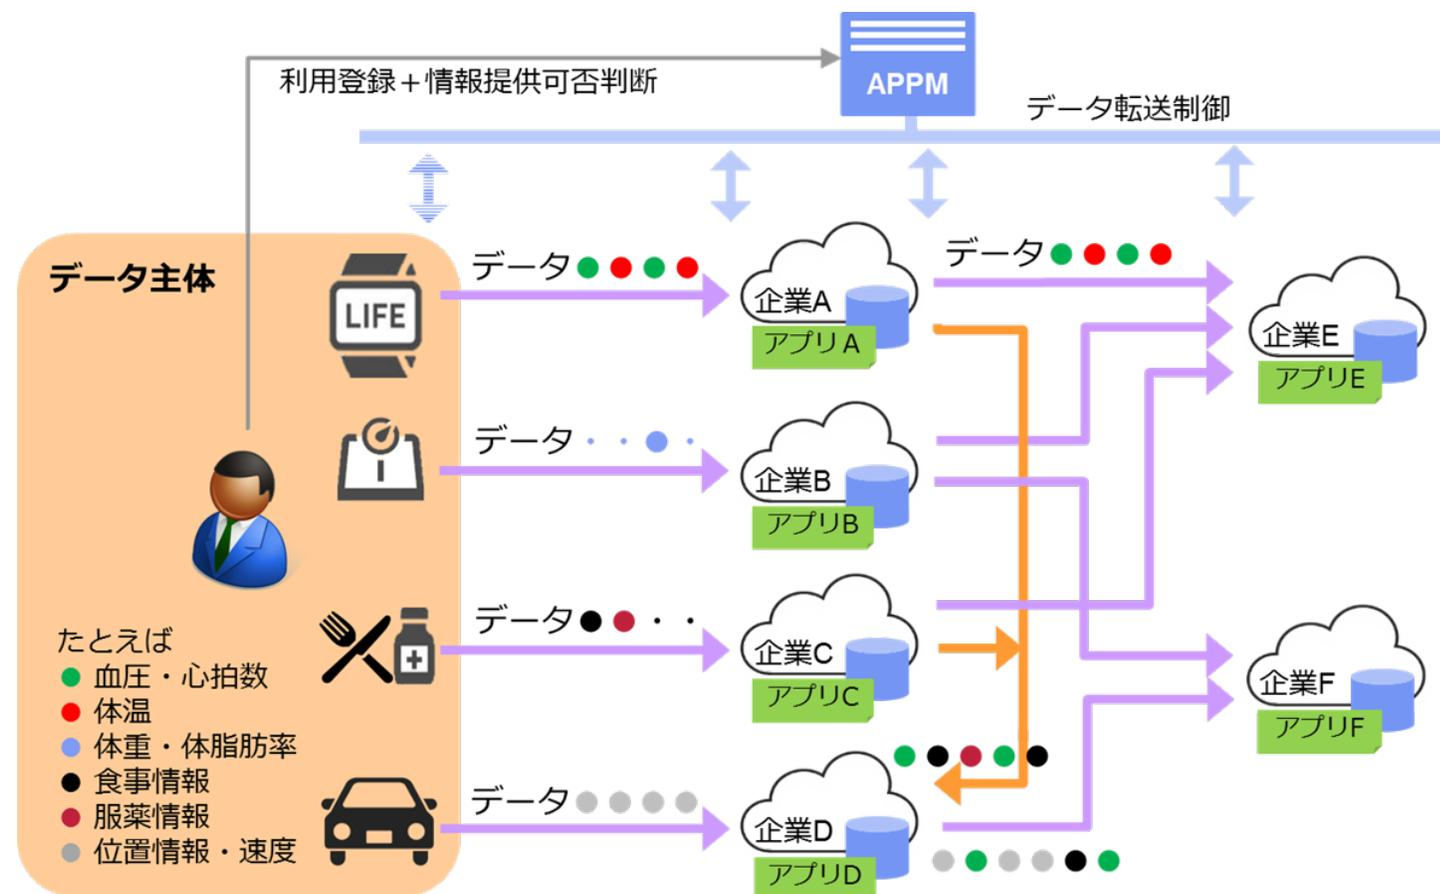 利用登録＋情報提供可否判断
APPM
データ転送制御
データ主体
LIFE
データ
データ
企業A
アプリA
企業E
アプリE
データ
企業B
アプリB
データ
企業C
アプリC
企業F
アプリF
たとえば
血圧・心拍数
体温
体重・体脂肪率
食事情報
服薬情報
位置情報・速度
データ
企業D
アプリD